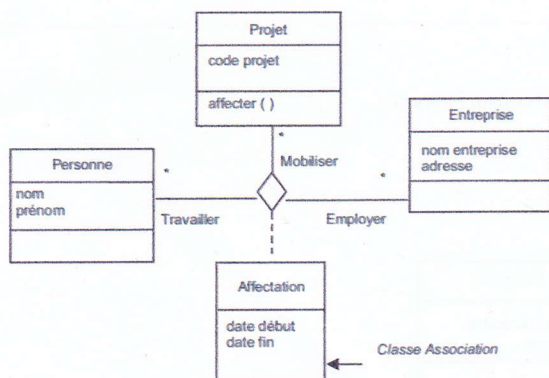 Projet
code projet
affecter ( )
*
Mobiliser
Entreprise
nom entreprise
adresse
*
Employer
Personne
nom
prénom
*
Travailler
Affectation
date début
date fin
Classe Association